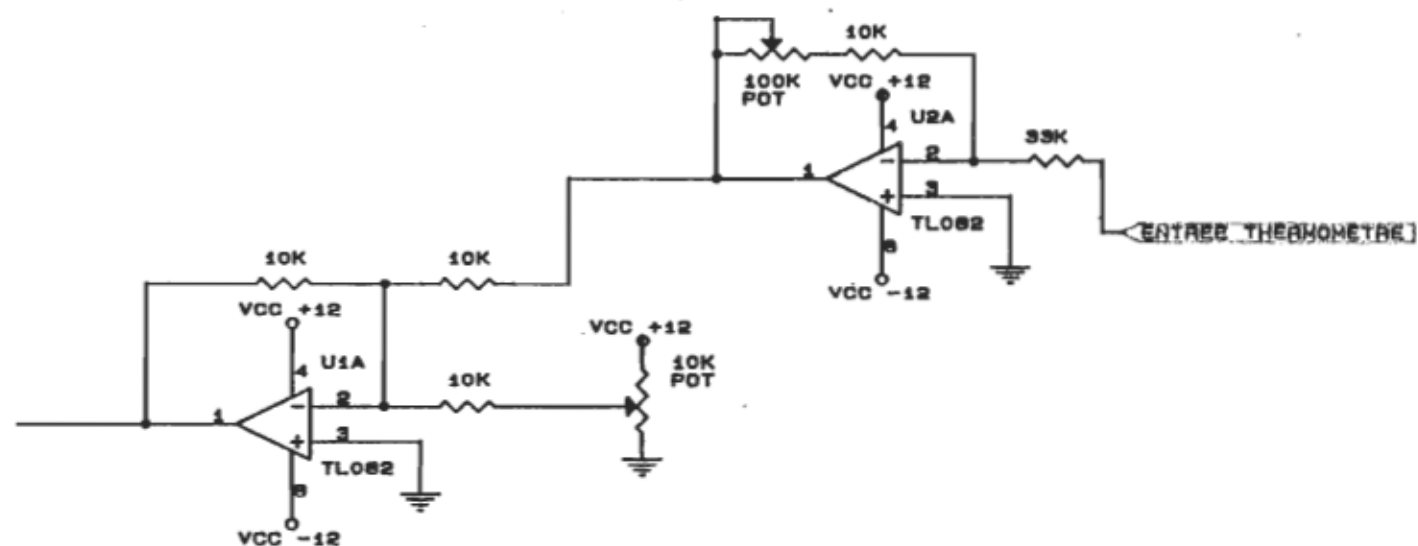 10K
100K
POT
VCC +12
4
U2A
33K
2
1
3
TL082
8
VCC -12
ENTREE THERMOMETRE
10K
10K
VCC +12
4
U1A
VCC +12
10K
POT
10K
2
1
3
TL082
8
VCC -12